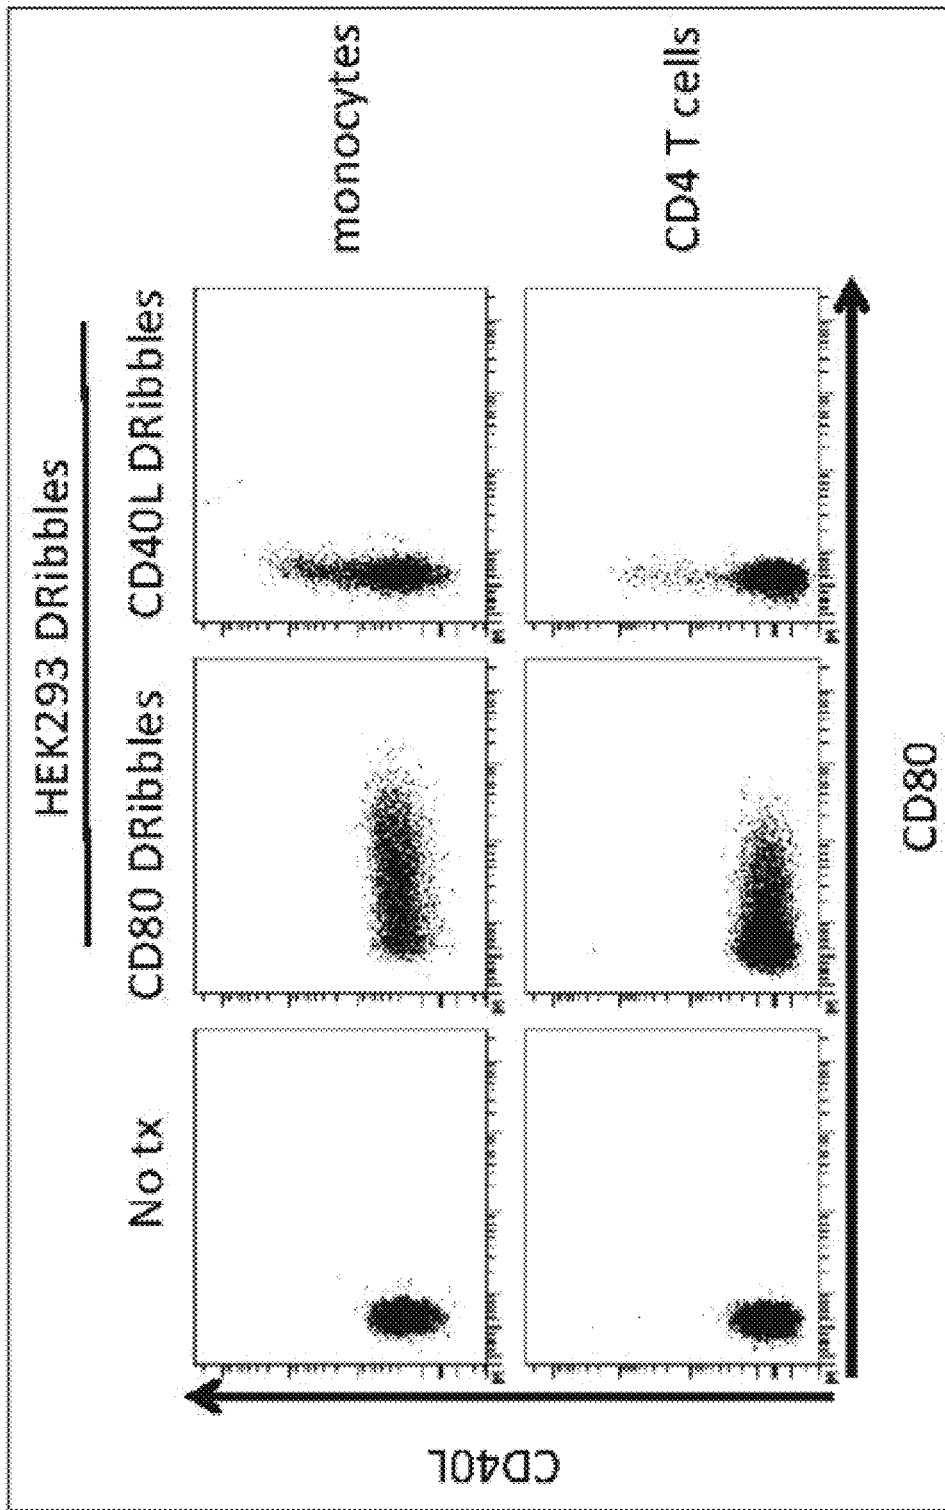 HEK293 DRibbles
No tx
CD80 DRibbles
CD40L DRibbles
monocytes
CD4 T cells
CD40L
CD80